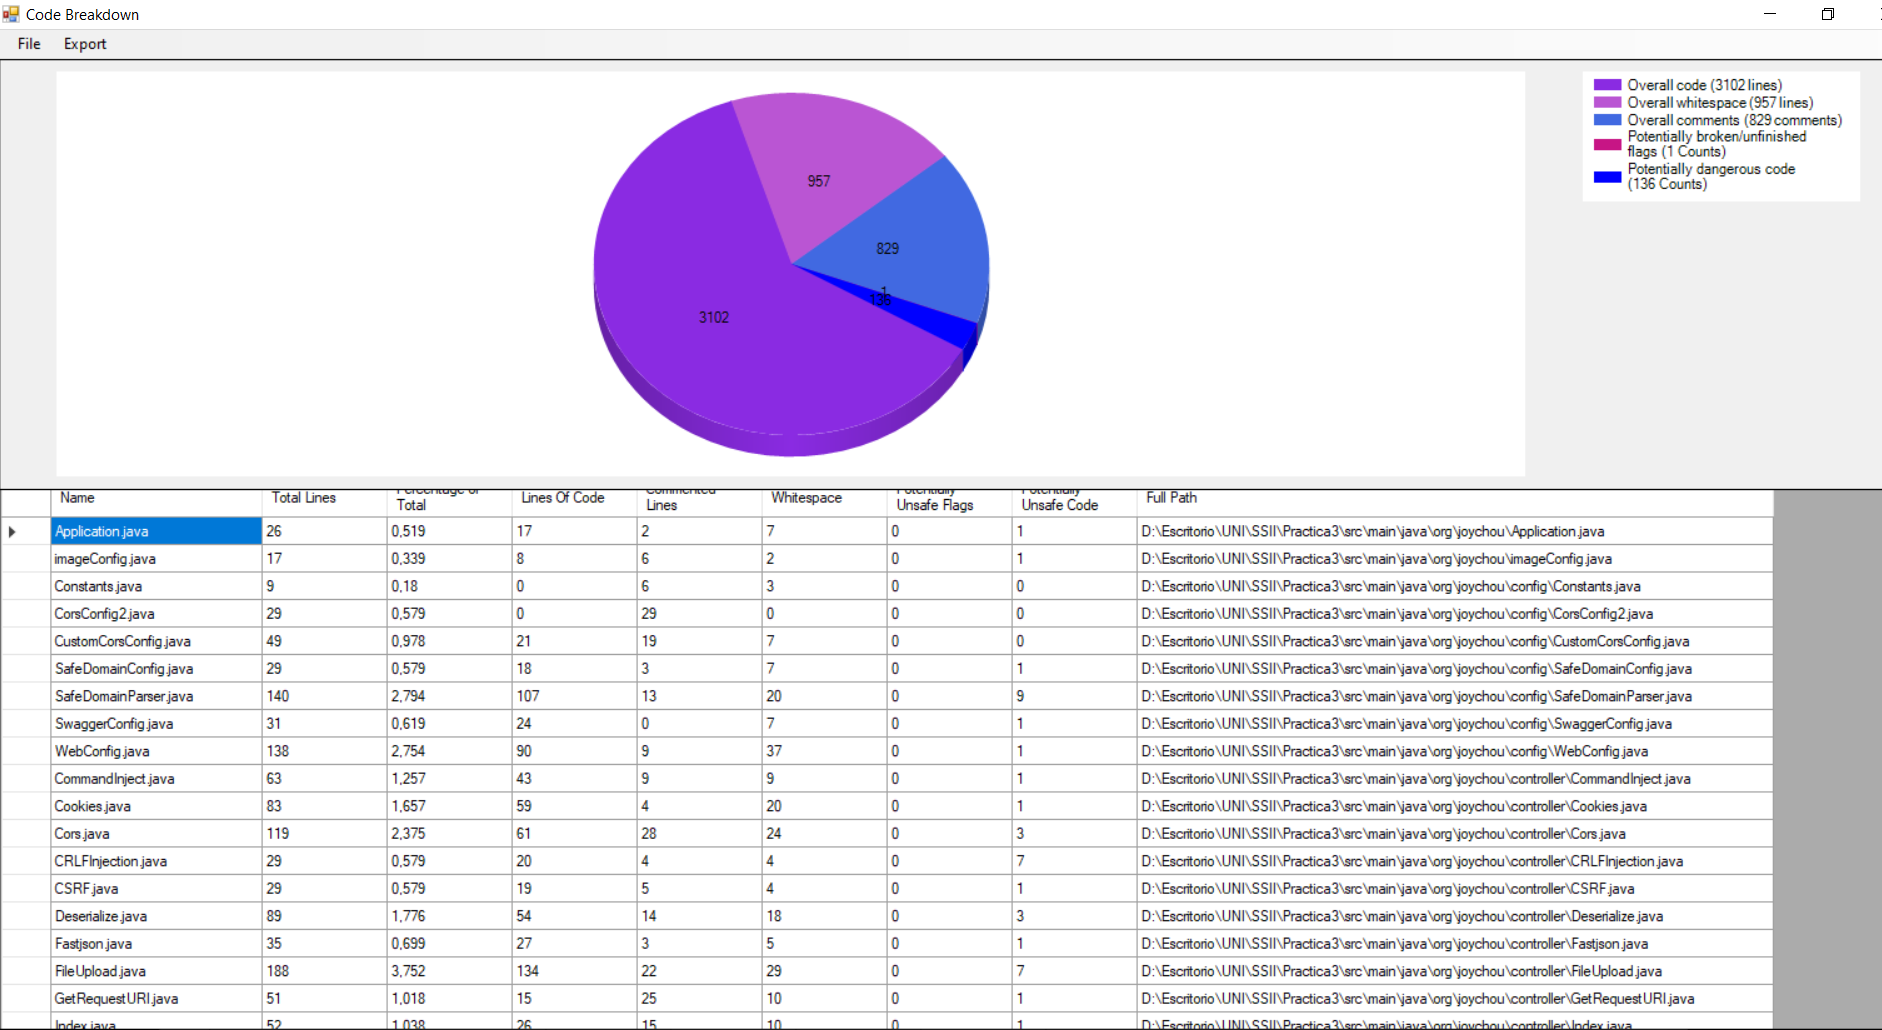 Code Breakdown
File Export
Overall code (3102 lines)
Overall whitespace (957 lines)
Overall comments (829 comments)
Potentially broken/unfinished
flags (1 Counts)
Potentially dangerous code
(136 Counts)
957
829
1
136
3102
Name Total Lines Percentage of Total Lines Of Code Commented Lines Whitespace Potentially Unsafe Flags Potentially Unsafe Code Full Path
Application.java 26 0,519 17 2 7 0 1 D:\Escritorio\UNI\SSII\Practica3\src\main\java\org\joychou\Application.java
imageConfig.java 17 0,339 8 6 2 0 1 D:\Escritorio\UNI\SSII\Practica3\src\main\java\org\joychou\imageConfig.java
Constants.java 9 0,18 0 6 3 0 0 D:\Escritorio\UNI\SSII\Practica3\src\main\java\org\joychou\config\Constants.java
CorsConfig2.java 29 0,579 0 29 0 0 0 D:\Escritorio\UNI\SSII\Practica3\src\main\java\org\joychou\config\CorsConfig2.java
CustomCorsConfig.java 49 0,978 21 19 7 0 0 D:\Escritorio\UNI\SSII\Practica3\src\main\java\org\joychou\config\CustomCorsConfig.java
SafeDomainConfig.java 29 0,579 18 3 7 0 1 D:\Escritorio\UNI\SSII\Practica3\src\main\java\org\joychou\config\SafeDomainConfig.java
SafeDomainParser.java 140 2,794 107 13 20 0 9 D:\Escritorio\UNI\SSII\Practica3\src\main\java\org\joychou\config\SafeDomainParser.java
SwaggerConfig.java 31 0,619 24 0 7 0 1 D:\Escritorio\UNI\SSII\Practica3\src\main\java\org\joychou\config\SwaggerConfig.java
WebConfig.java 138 2,754 90 9 37 0 1 D:\Escritorio\UNI\SSII\Practica3\src\main\java\org\joychou\config\WebConfig.java
CommandInject.java 63 1,257 43 9 9 0 1 D:\Escritorio\UNI\SSII\Practica3\src\main\java\org\joychou\controller\CommandInject.java
Cookies.java 83 1,657 59 4 20 0 1 D:\Escritorio\UNI\SSII\Practica3\src\main\java\org\joychou\controller\Cookies.java
Cors.java 119 2,375 61 28 24 0 3 D:\Escritorio\UNI\SSII\Practica3\src\main\java\org\joychou\controller\Cors.java
CRLFInjection.java 29 0,579 20 4 4 0 7 D:\Escritorio\UNI\SSII\Practica3\src\main\java\org\joychou\controller\CRLFInjection.java
CSRF.java 29 0,579 19 5 4 0 1 D:\Escritorio\UNI\SSII\Practica3\src\main\java\org\joychou\controller\CSRF.java
Deserialize.java 89 1,776 54 14 18 0 3 D:\Escritorio\UNI\SSII\Practica3\src\main\java\org\joychou\controller\Deserialize.java
Fastjson.java 35 0,699 27 3 5 0 1 D:\Escritorio\UNI\SSII\Practica3\src\main\java\org\joychou\controller\Fastjson.java
FileUpload.java 188 3,752 134 22 29 0 7 D:\Escritorio\UNI\SSII\Practica3\src\main\java\org\joychou\controller\FileUpload.java
GetRequestURI.java 51 1,018 15 25 10 0 1 D:\Escritorio\UNI\SSII\Practica3\src\main\java\org\joychou\controller\GetRequestURI.java
Index.java 52 1,038 26 15 10 0 1 D:\Escritorio\UNI\SSII\Practica3\src\main\java\org\joychou\controller\Index.java